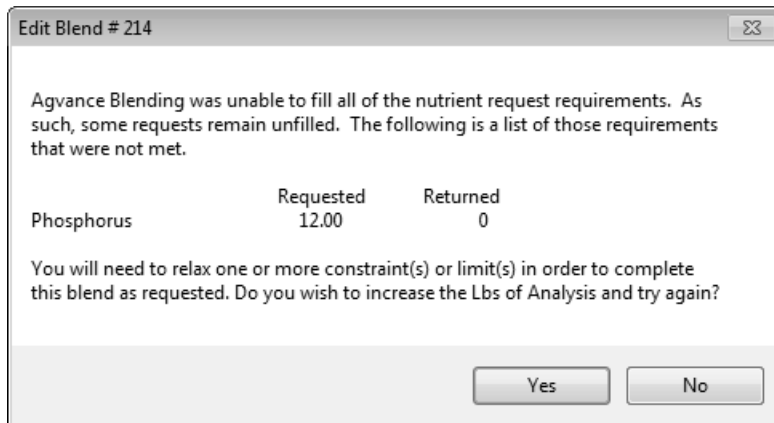 Edit Blend # 214
Agvance Blending was unable to fill all of the nutrient request requirements.  As
such, some requests remain unfilled.  The following is a list of those requirements
that were not met.
Requested Returned
Phosphorus 12.00 0
You will need to relax one or more constraint(s) or limit(s) in order to complete
this blend as requested. Do you wish to increase the Lbs of Analysis and try again?
Yes No